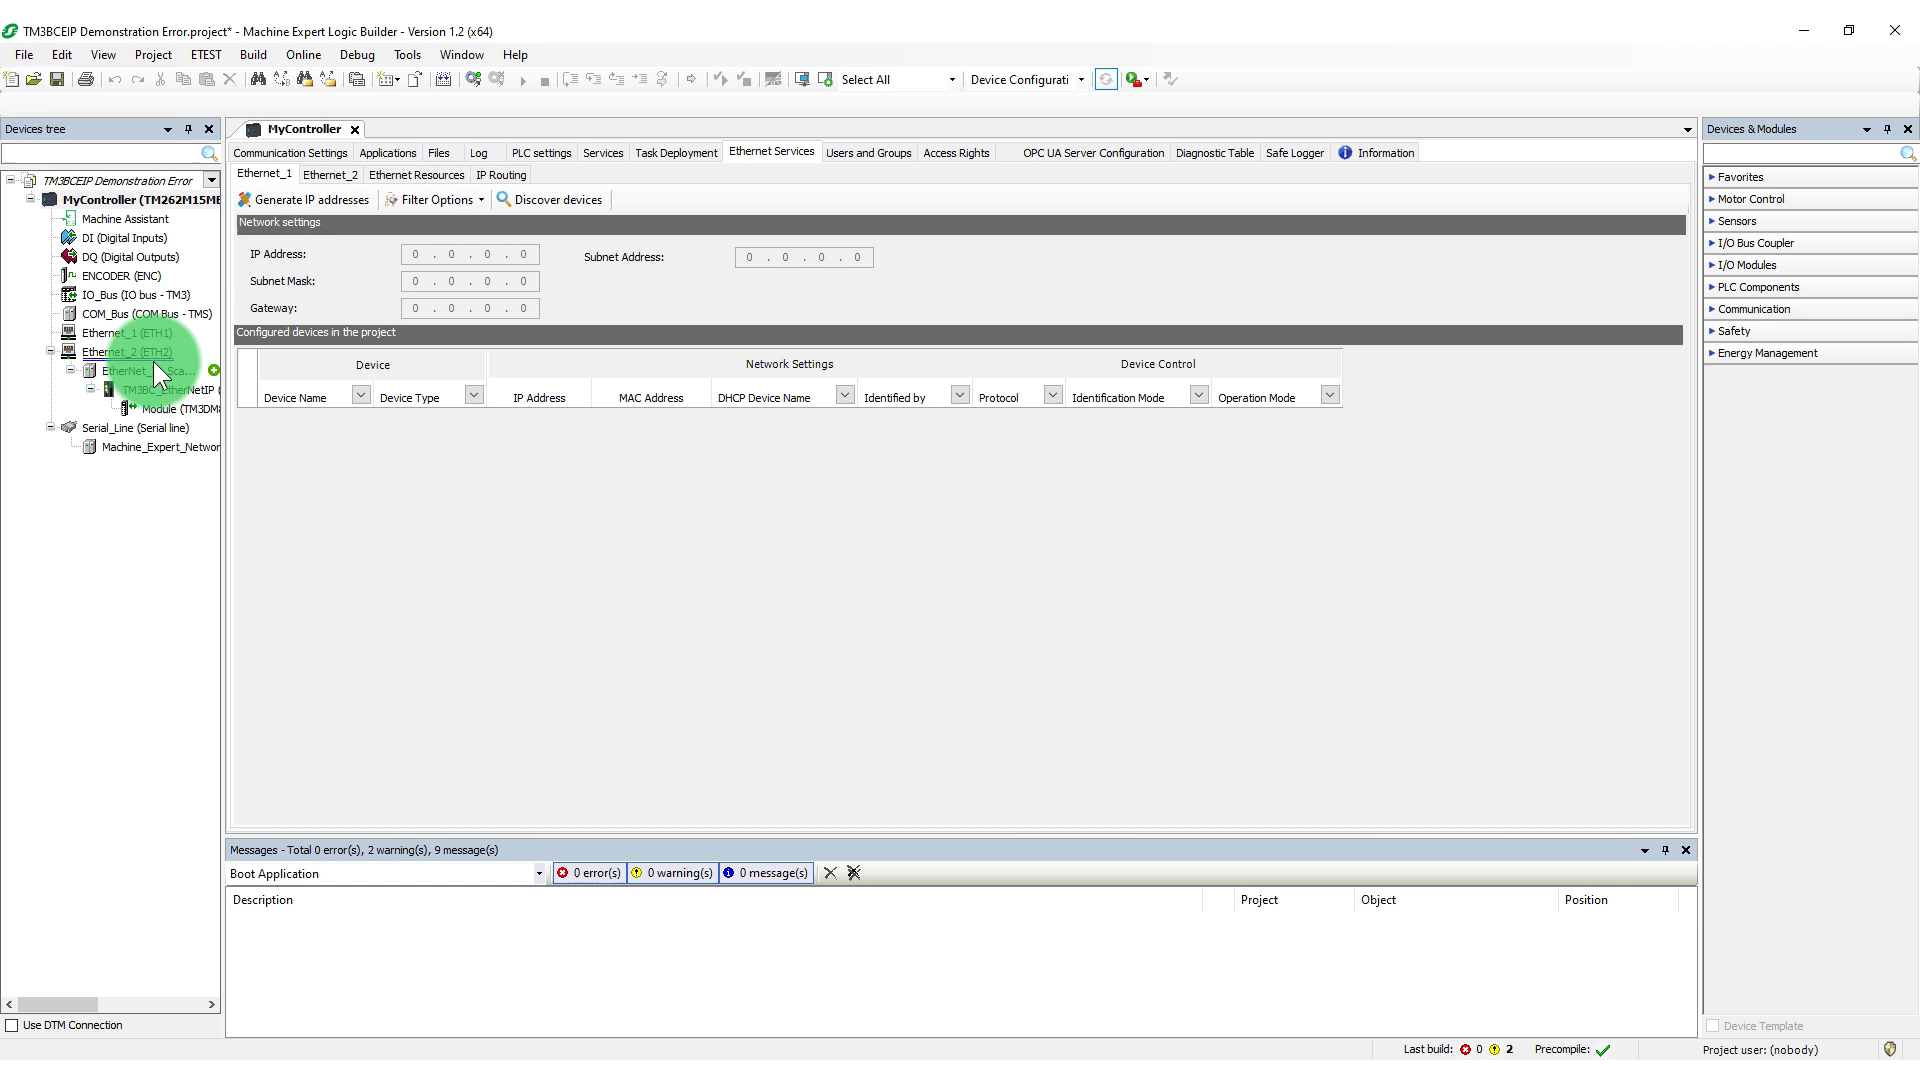 TM3BCEIP Demonstration Error.project* - Machine Expert Logic Builder - Version 1.2 (x64)
File Edit View Project ETEST Build Online Debug Tools Window Help
Select All Device Configurati
Devices tree
TM3BCEIP Demonstration Error
MyController (TM262M15ME
Machine Assistant
DI (Digital Inputs)
DQ (Digital Outputs)
ENCODER (ENC)
IO_Bus (IO bus - TM3)
COM_Bus (COM Bus - TMS)
Ethernet_1 (ETH1)
Ethernet_2 (ETH2)
Sca...
TM3BC_EtherNetIP (
Module (TM3DM8
Serial_Line (Serial line)
Machine_Expert_Networ
Use DTM Connection
MyController
Communication Settings Applications Files Log PLC settings Services Task Deployment Ethernet Services Users and Groups Access Rights OPC UA Server Configuration Diagnostic Table Safe Logger Information
Ethernet_1 Ethernet_2 Ethernet Resources IP Routing
Generate IP addresses Filter Options Discover devices
Network settings
IP Address: 0 . 0 . 0 . 0 Subnet Address: 0 . 0 . 0 . 0
Subnet Mask: 0 . 0 . 0 . 0
Gateway: 0 . 0 . 0 . 0
Configured devices in the project
Device Network Settings Device Control
Device Name Device Type IP Address MAC Address DHCP Device Name Identified by Protocol Identification Mode Operation Mode
Messages - Total 0 error(s), 2 warning(s), 9 message(s)
Boot Application 0 error(s) 0 warning(s) 0 message(s)
Description Project Object Position
Devices & Modules
Favorites
Motor Control
Sensors
I/O Bus Coupler
I/O Modules
PLC Components
Communication
Safety
Energy Management
Device Template
Last build: 0 2 Precompile: Project user: (nobody)